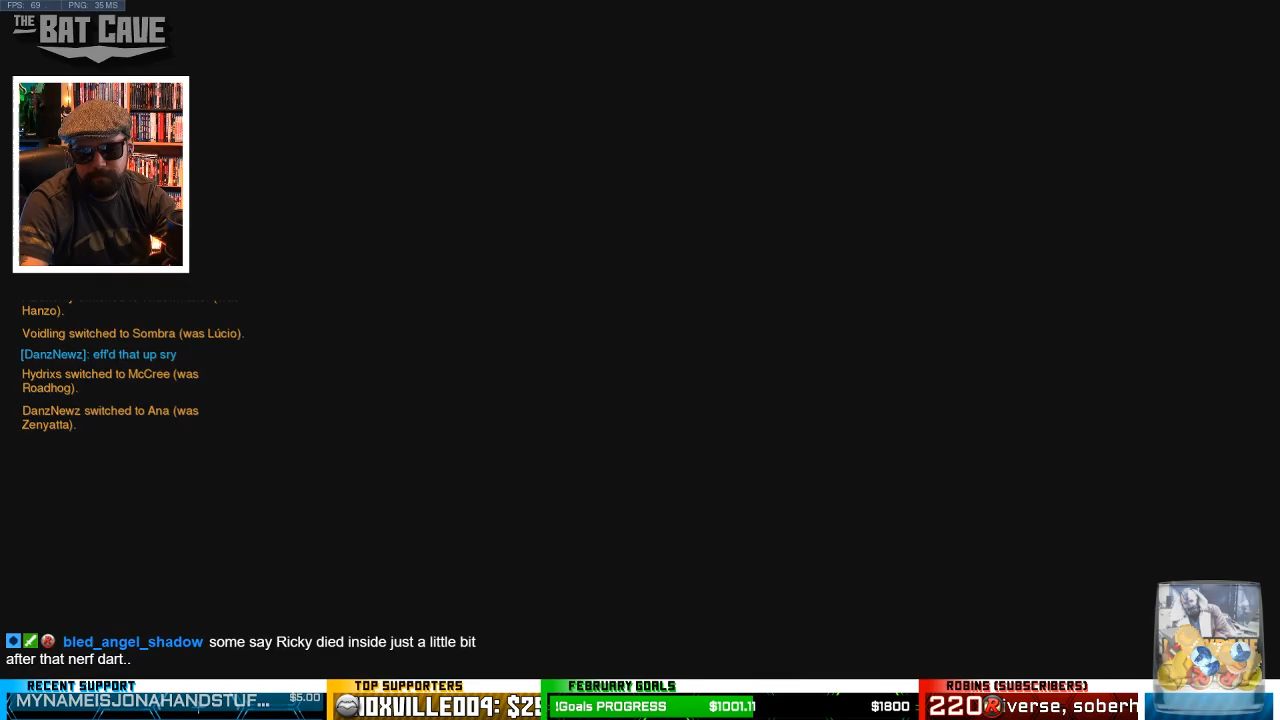 FPS: 69 PING: 35 MS
THE
BAT CAVE
Hanzo).
Voidling switched to Sombra (was Lúcio).
[DanzNewz]: eff'd that up sry
Hydrixs switched to McCree (was
Roadhog).
DanzNewz switched to Ana (was
Zenyatta).
bled_angel_shadow some say Ricky died inside just a little bit
after that nerf dart..
RECENT SUPPORT TOP SUPPORTERS FEBRUARY GOALS ROBINS (SUBSCRIBERS)
MYNAMEISJONAHANDSTUF... $5.00 !Goals PROGRESS $1001.11 $1800 220 iverse, soberh